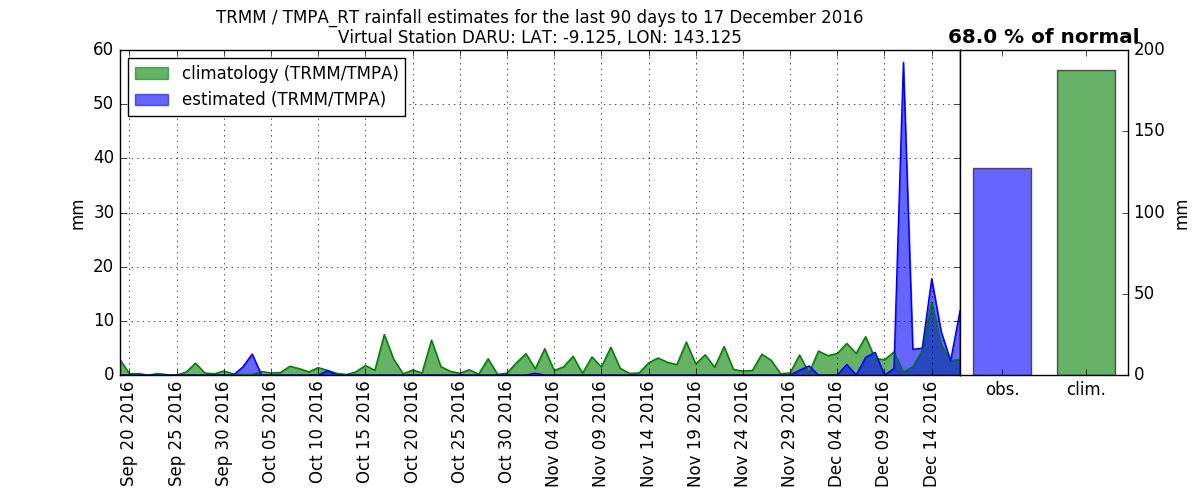 TRMM / TMPA_RT rainfall estimates for the last 90 days to 17 December 2016
Virtual Station DARU: LAT: -9.125, LON: 143.125
68.0 % of normal
climatology (TRMM/TMPA)
estimated (TRMM/TMPA)
60
50
40
30
20
10
0
mm
Sep 20 2016
Sep 25 2016
Sep 30 2016
Oct 05 2016
Oct 10 2016
Oct 15 2016
Oct 20 2016
Oct 25 2016
Oct 30 2016
Nov 04 2016
Nov 09 2016
Nov 14 2016
Nov 19 2016
Nov 24 2016
Nov 29 2016
Dec 04 2016
Dec 09 2016
Dec 14 2016
obs.
clim.
200
150
100
50
0
mm